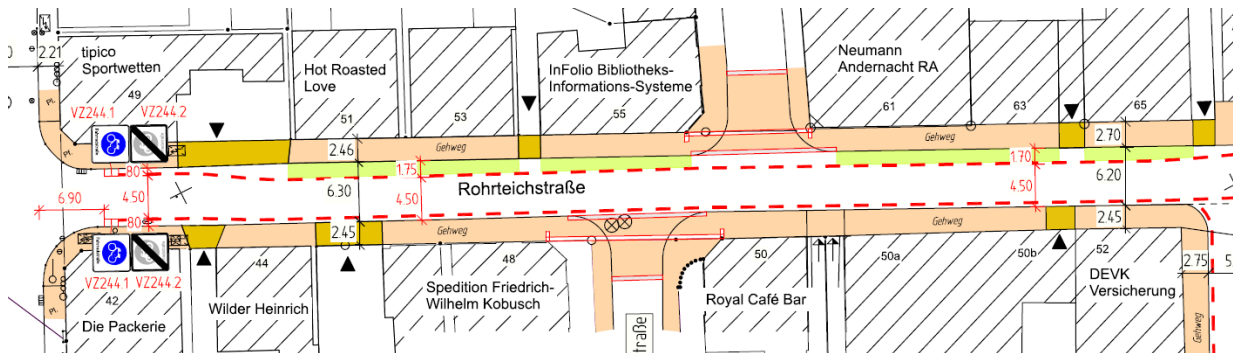 2.21
tipico
Sportwetten
49
Pl.
VZ244.1
VZ244.2
Pl.
Hot Roasted
Love
51
53
InFolio Bibliotheks-
Informations-Systeme
55
Neumann
Andernacht RA
61
63
65
2.46
Gehweg
Gehweg
2.70
80
1.75
1.70
6.90
4.50
6.30
4.50
Rohrteichstraße
4.50
6.20
80
2.45
Gehweg
Gehweg
2.45
VZ244.1
VZ244.2
42
Die Packerie
Pl.
44
Wilder Heinrich
48
Spedition Friedrich-
Wilhelm Kobusch
straße
50
Royal Café Bar
50a
50b
52
DEVK
Versicherung
2.75
Gehweg